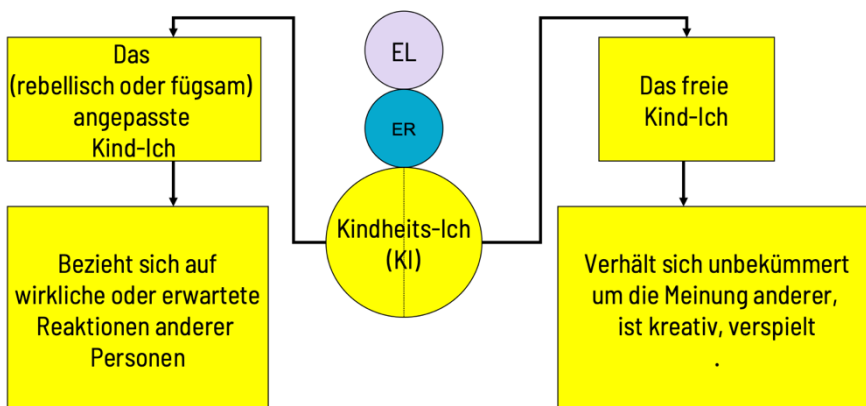 Das
(rebellisch oder fügsam)
angepasste
Kind-Ich
EL
ER
Kindheits-Ich
(KI)
Das freie
Kind-Ich
Bezieht sich auf
wirkliche oder erwartete
Reaktionen anderer
Personen
Verhält sich unbekümmert
um die Meinung anderer,
ist kreativ, verspielt
.